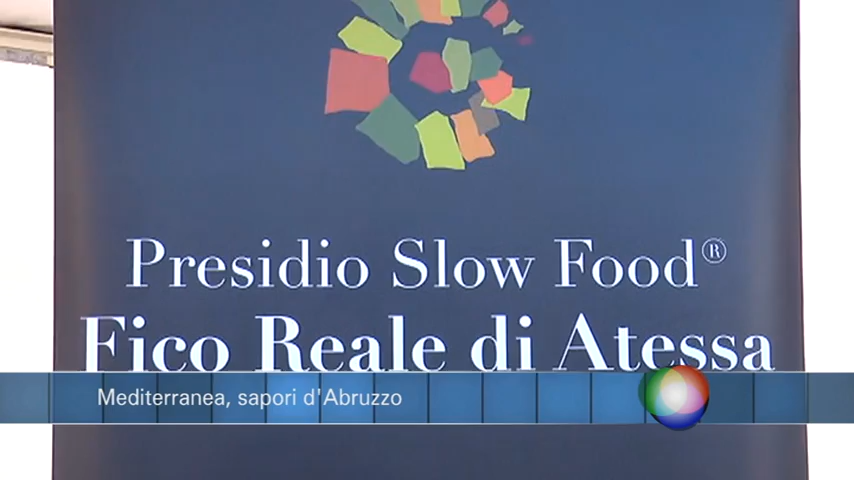 Presidio Slow Food®
Fico Reale di Atessa
Mediterranea, sapori d'Abruzzo